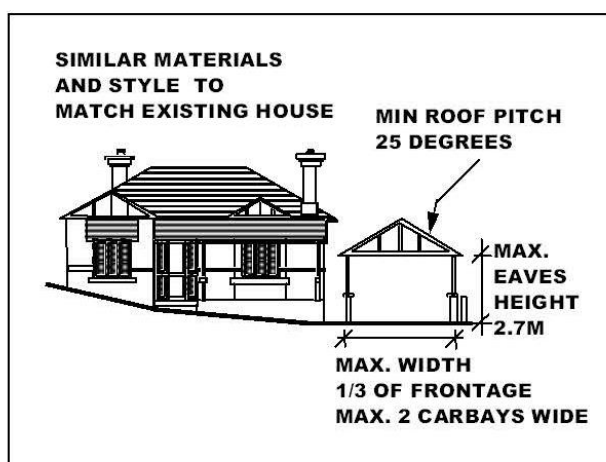 SIMILAR MATERIALS
AND STYLE TO
MATCH EXISTING HOUSE
MIN ROOF PITCH
25 DEGREES
MAX.
EAVES
HEIGHT
2.7M
MAX. WIDTH
1/3 OF FRONTAGE
MAX. 2 CARBAYS WIDE